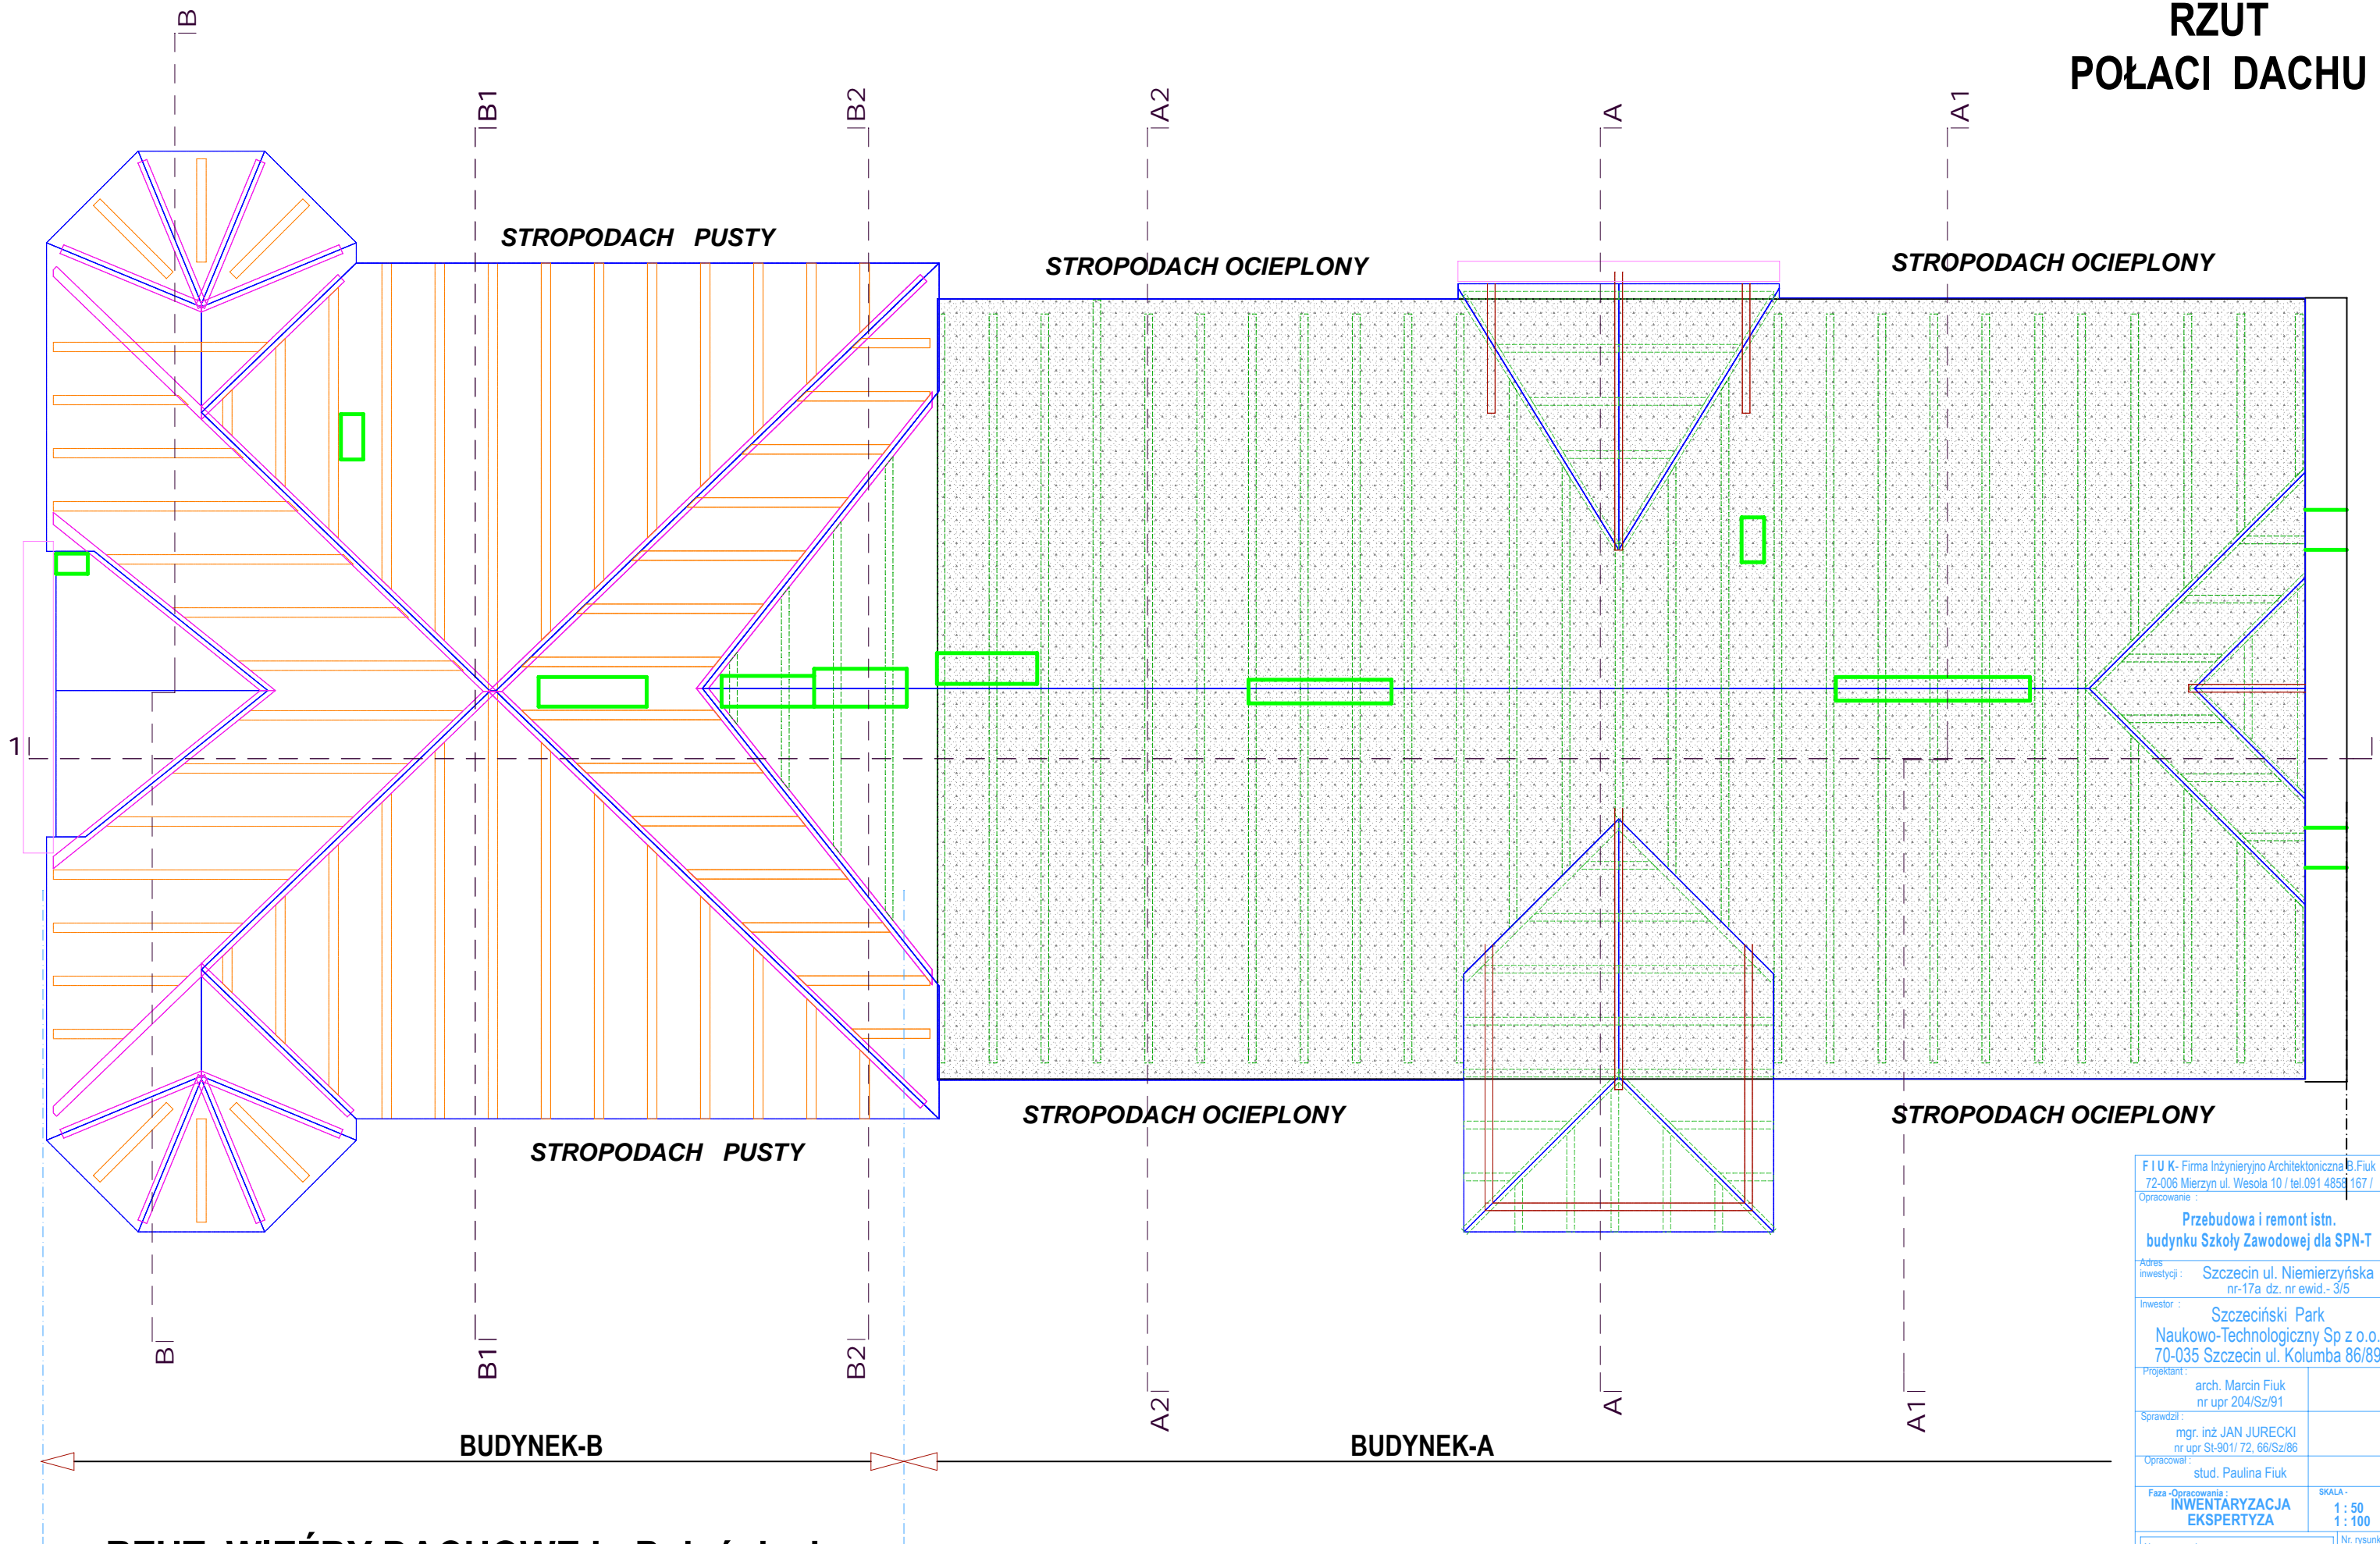 RZUT
POŁACI DACHU
B
B1
B2
A2
A
A1
STROPODACH PUSTY
STROPODACH OCIEPLONY
STROPODACH OCIEPLONY
1
STROPODACH PUSTY
STROPODACH OCIEPLONY
STROPODACH OCIEPLONY
B
B1
B2
A2
A
A1
BUDYNEK-B
BUDYNEK-A
F I U K- Firma Inżynieryjno Architektoniczna B.Fiuk
72-006 Mierzyn ul. Wesoła 10 / tel.091 4858 167 /
Opracowanie :
Przebudowa i remont istn.
budynku Szkoły Zawodowej dla SPN-T
Adres
inwestycji : Szczecin ul. Niemierzyńska
nr-17a dz. nr ewid.- 3/5
Inwestor :
Szczeciński Park
Naukowo-Technologiczny Sp z o.o.
70-035 Szczecin ul. Kolumba 86/89
Projektant :
arch. Marcin Fiuk
nr upr 204/Sz/91
Sprawdził :
mgr. inż JAN JURECKI
nr upr St-901/ 72, 66/Sz/86
Opracował :
stud. Paulina Fiuk
Faza -Opracowania :
INWENTARYZACJA
EKSPERTYZA
SKALA -
1 : 50
1 : 100
Nr. rysunk